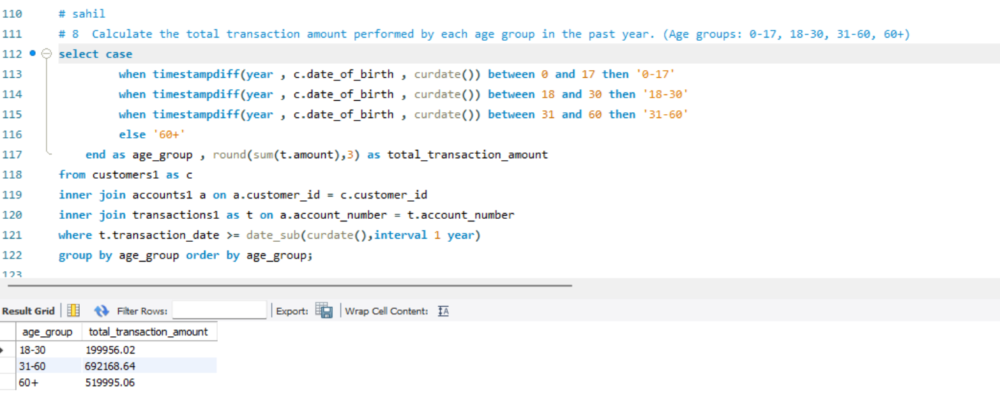 110 # sahil
111 # 8 Calculate the total transaction amount performed by each age group in the past year. (Age groups: 0-17, 18-30, 31-60, 60+)
112 select case
113 when timestampdiff(year , c.date_of_birth , curdate()) between 0 and 17 then '0-17'
114 when timestampdiff(year , c.date_of_birth , curdate()) between 18 and 30 then '18-30'
115 when timestampdiff(year , c.date_of_birth , curdate()) between 31 and 60 then '31-60'
116 else '60+'
117 end as age_group , round(sum(t.amount),3) as total_transaction_amount
118 from customers1 as c
119 inner join accounts1 a on a.customer_id = c.customer_id
120 inner join transactions1 as t on a.account_number = t.account_number
121 where t.transaction_date >= date_sub(curdate(),interval 1 year)
122 group by age_group order by age_group;
123
Result Grid Filter Rows: Export: Wrap Cell Content: IA
age_group total_transaction_amount
18-30 199956.02
31-60 692168.64
60+ 519995.06